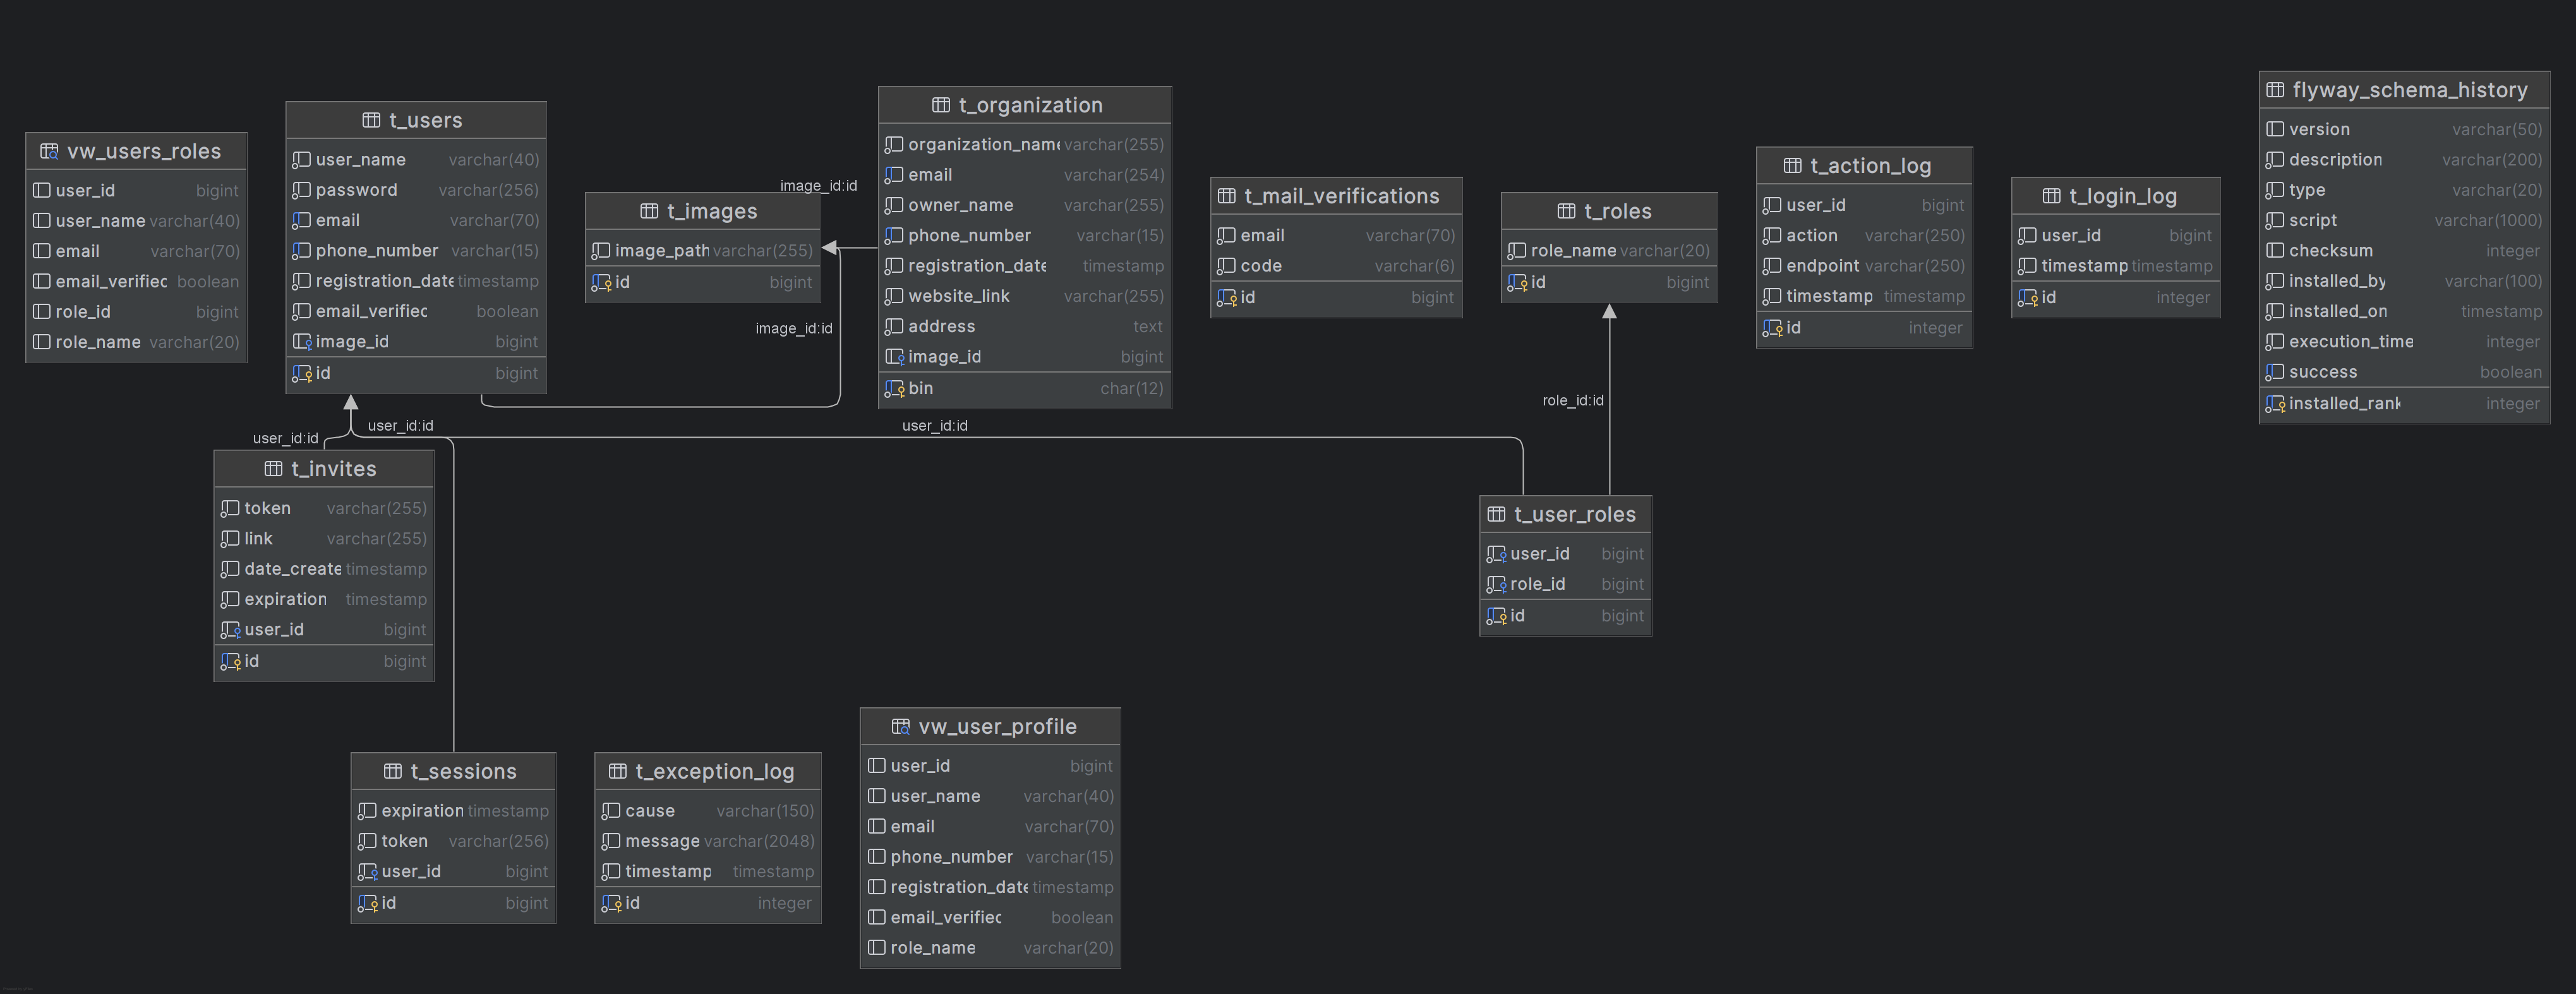 vw_users_roles
user_id bigint
user_name varchar(40)
email varchar(70)
email_verified boolean
role_id bigint
role_name varchar(20)
t_users
user_name varchar(40)
password varchar(256)
email varchar(70)
phone_number varchar(15)
registration_date timestamp
email_verified boolean
image_id bigint
id bigint
t_images
image_path varchar(255)
id bigint
image_id:id
image_id:id
t_organization
organization_name varchar(255)
email varchar(254)
owner_name varchar(255)
phone_number varchar(15)
registration_date timestamp
website_link varchar(255)
address text
image_id bigint
bin char(12)
t_mail_verifications
email varchar(70)
code varchar(6)
id bigint
t_roles
role_name varchar(20)
id bigint
t_action_log
user_id bigint
action varchar(250)
endpoint varchar(250)
timestamp timestamp
id integer
t_login_log
user_id bigint
timestamp timestamp
id integer
flyway_schema_history
version varchar(50)
description varchar(200)
type varchar(20)
script varchar(1000)
checksum integer
installed_by varchar(100)
installed_on timestamp
execution_time integer
success boolean
installed_rank integer
role_id:id
user_id:id
user_id:id
user_id:id
t_invites
token varchar(255)
link varchar(255)
date_create timestamp
expiration timestamp
user_id bigint
id bigint
t_user_roles
user_id bigint
role_id bigint
id bigint
t_sessions
expiration timestamp
token varchar(256)
user_id bigint
id bigint
t_exception_log
cause varchar(150)
message varchar(2048)
timestamp timestamp
id integer
vw_user_profile
user_id bigint
user_name varchar(40)
email varchar(70)
phone_number varchar(15)
registration_date timestamp
email_verified boolean
role_name varchar(20)